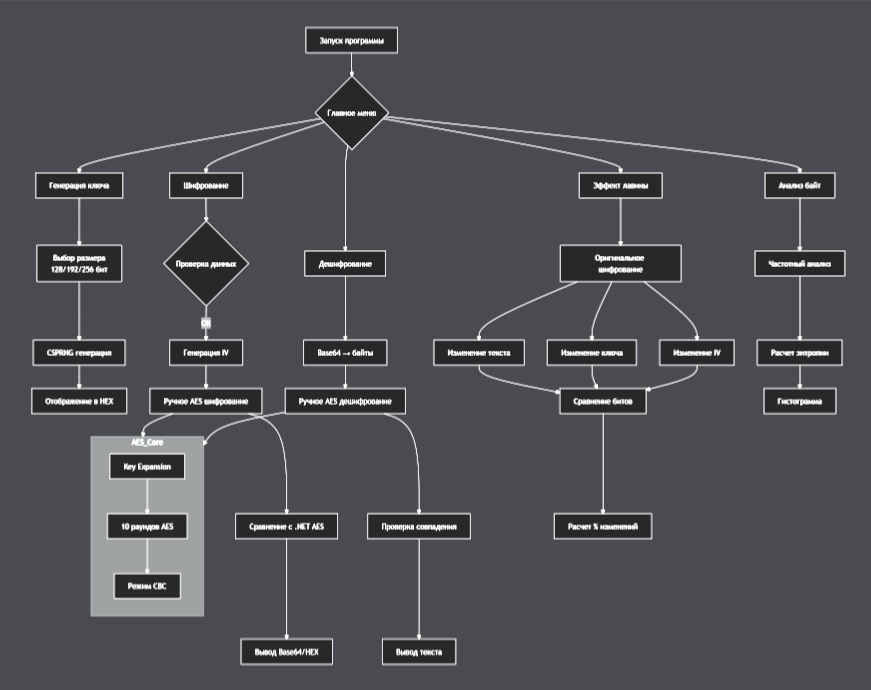 Запуск программы
Главное меню
Генерация ключа
Шифрование
Эффект лавины
Анализ байт
Выбор размера
128/192/256 бит
Проверка данных
Дешифрование
Оригинальное
шифрование
Частотный анализ
OK
CSPRNG генерация
Генерация IV
Base64 → байты
Изменение текста
Изменение ключа
Изменение IV
Расчет энтропии
Отображение в HEX
Ручное AES шифрование
Ручное AES дешифрование
Сравнение битов
Гистограмма
AES_Core
Key Expansion
10 раундов AES
Сравнение с .NET AES
Проверка совпадения
Расчет % изменений
Режим CBC
Вывод Base64/HEX
Вывод текста